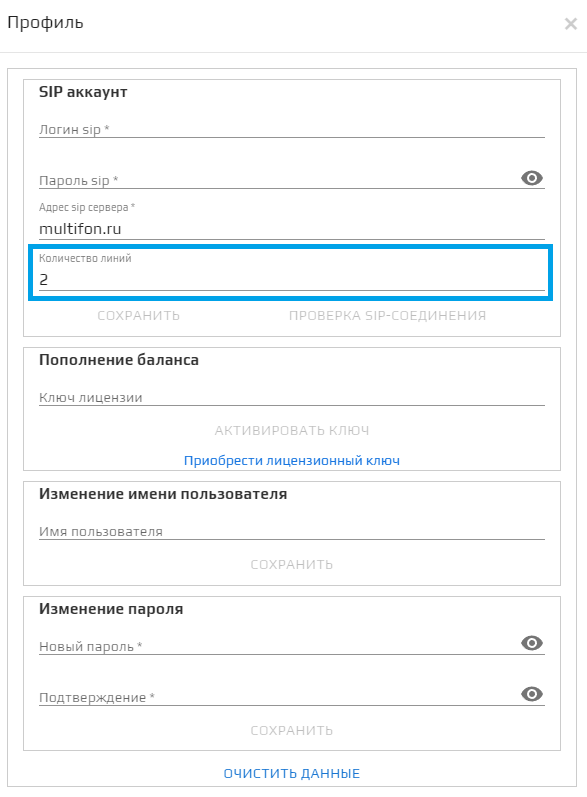 Профиль
SIP аккаунт
Логин sip *
Пароль sip *
Адрес sip сервера *
multifon.ru
Количество линий
2
СОХРАНИТЬ ПРОВЕРКА SIP-СОЕДИНЕНИЯ
Пополнение баланса
Ключ лицензии
АКТИВИРОВАТЬ КЛЮЧ
Приобрести лицензионный ключ
Изменение имени пользователя
Имя пользователя
СОХРАНИТЬ
Изменение пароля
Новый пароль *
Подтверждение *
СОХРАНИТЬ
ОЧИСТИТЬ ДАННЫЕ